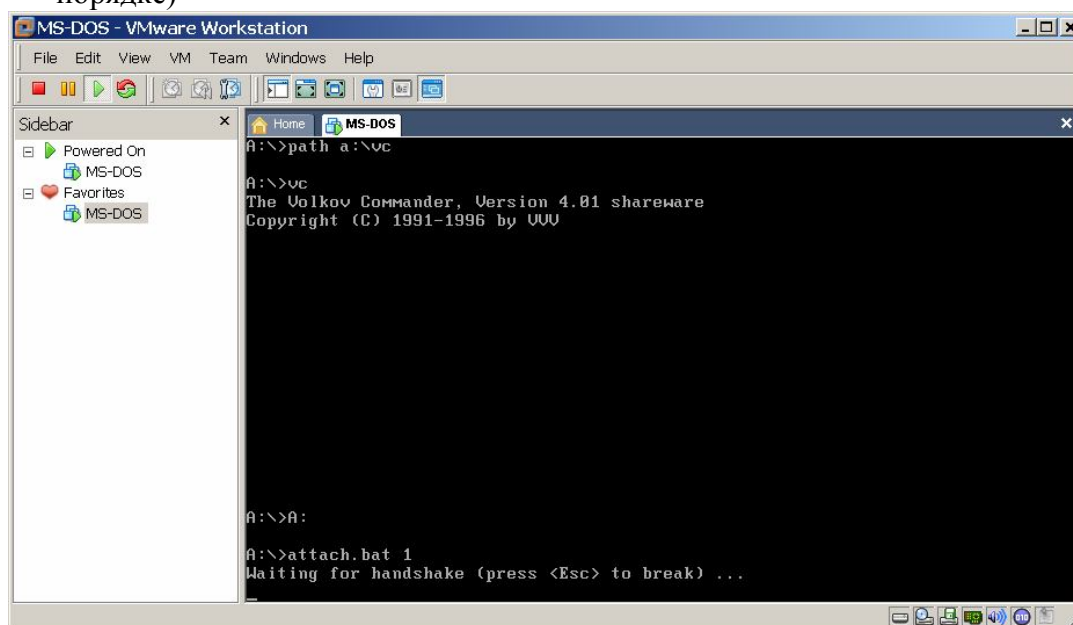 порядке)
MS-DOS - VMware Workstation
File Edit View VM Team Windows Help
Sidebar
Home MS-DOS
Powered On
MS-DOS
Favorites
MS-DOS
A:\>path a:\vc
A:\>vc
The Volkov Commander, Version 4.01 shareware
Copyright (C) 1991-1996 by VVV
A:\>A:
A:\>attach.bat 1
Waiting for handshake (press <Esc> to break) ...